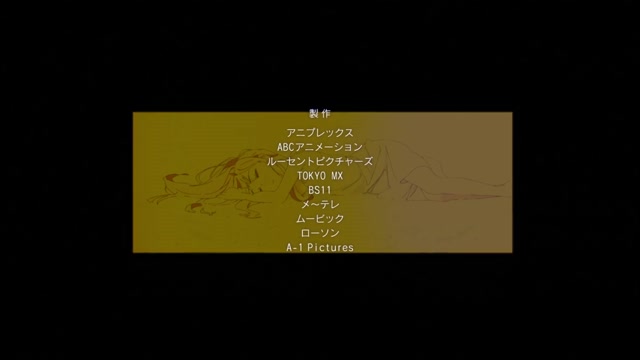 製作
アニプレックス
ABCアニメーション
ルーセントピクチャーズ
TOKYO MX
BS11
メ～テレ
ムービック
ローソン
A-1 Pictures